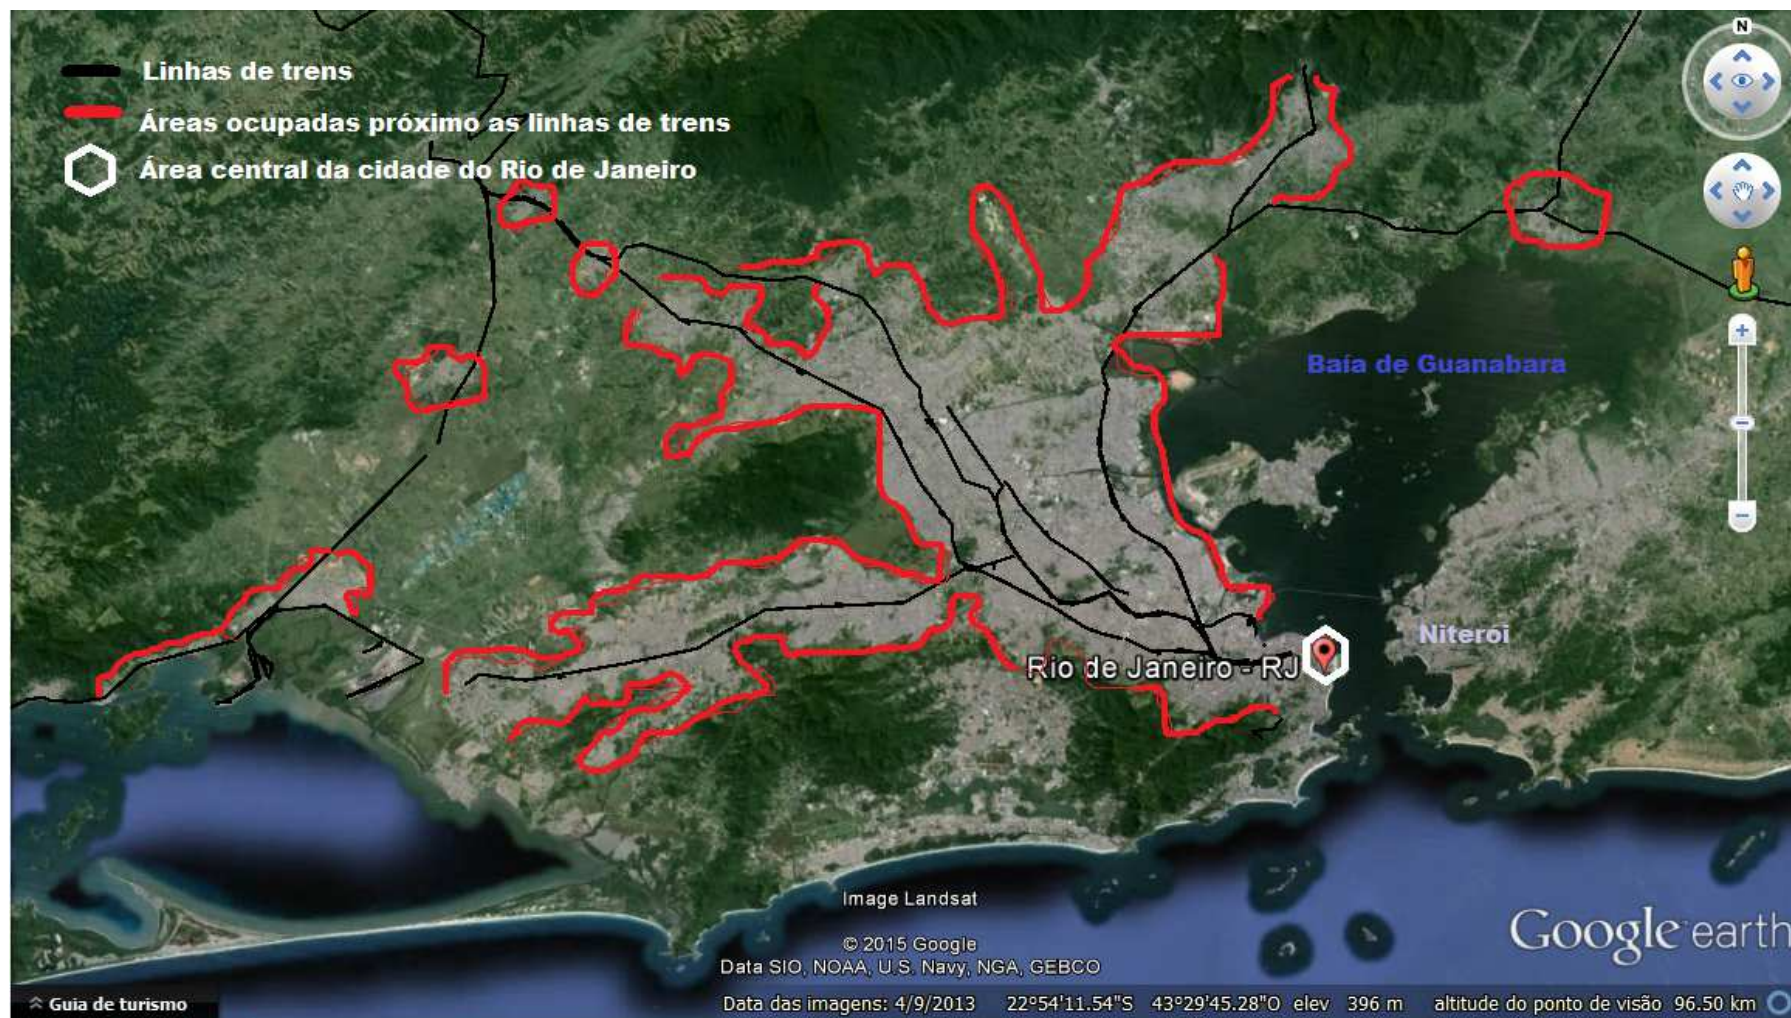 N
Linhas de trens
Áreas ocupadas próximo as linhas de trens
Área central da cidade do Rio de Janeiro
Baía de Guanabara
Niteroi
Rio de Janeiro - RJ
Image Landsat
© 2015 Google
Data SIO, NOAA, U.S. Navy, NGA, GEBCO
Google earth
Guia de turismo
Data das imagens: 4/9/2013 22°54'11.54"S 43°29'45.28"O elev 396 m altitude do ponto de visão 96.50 km